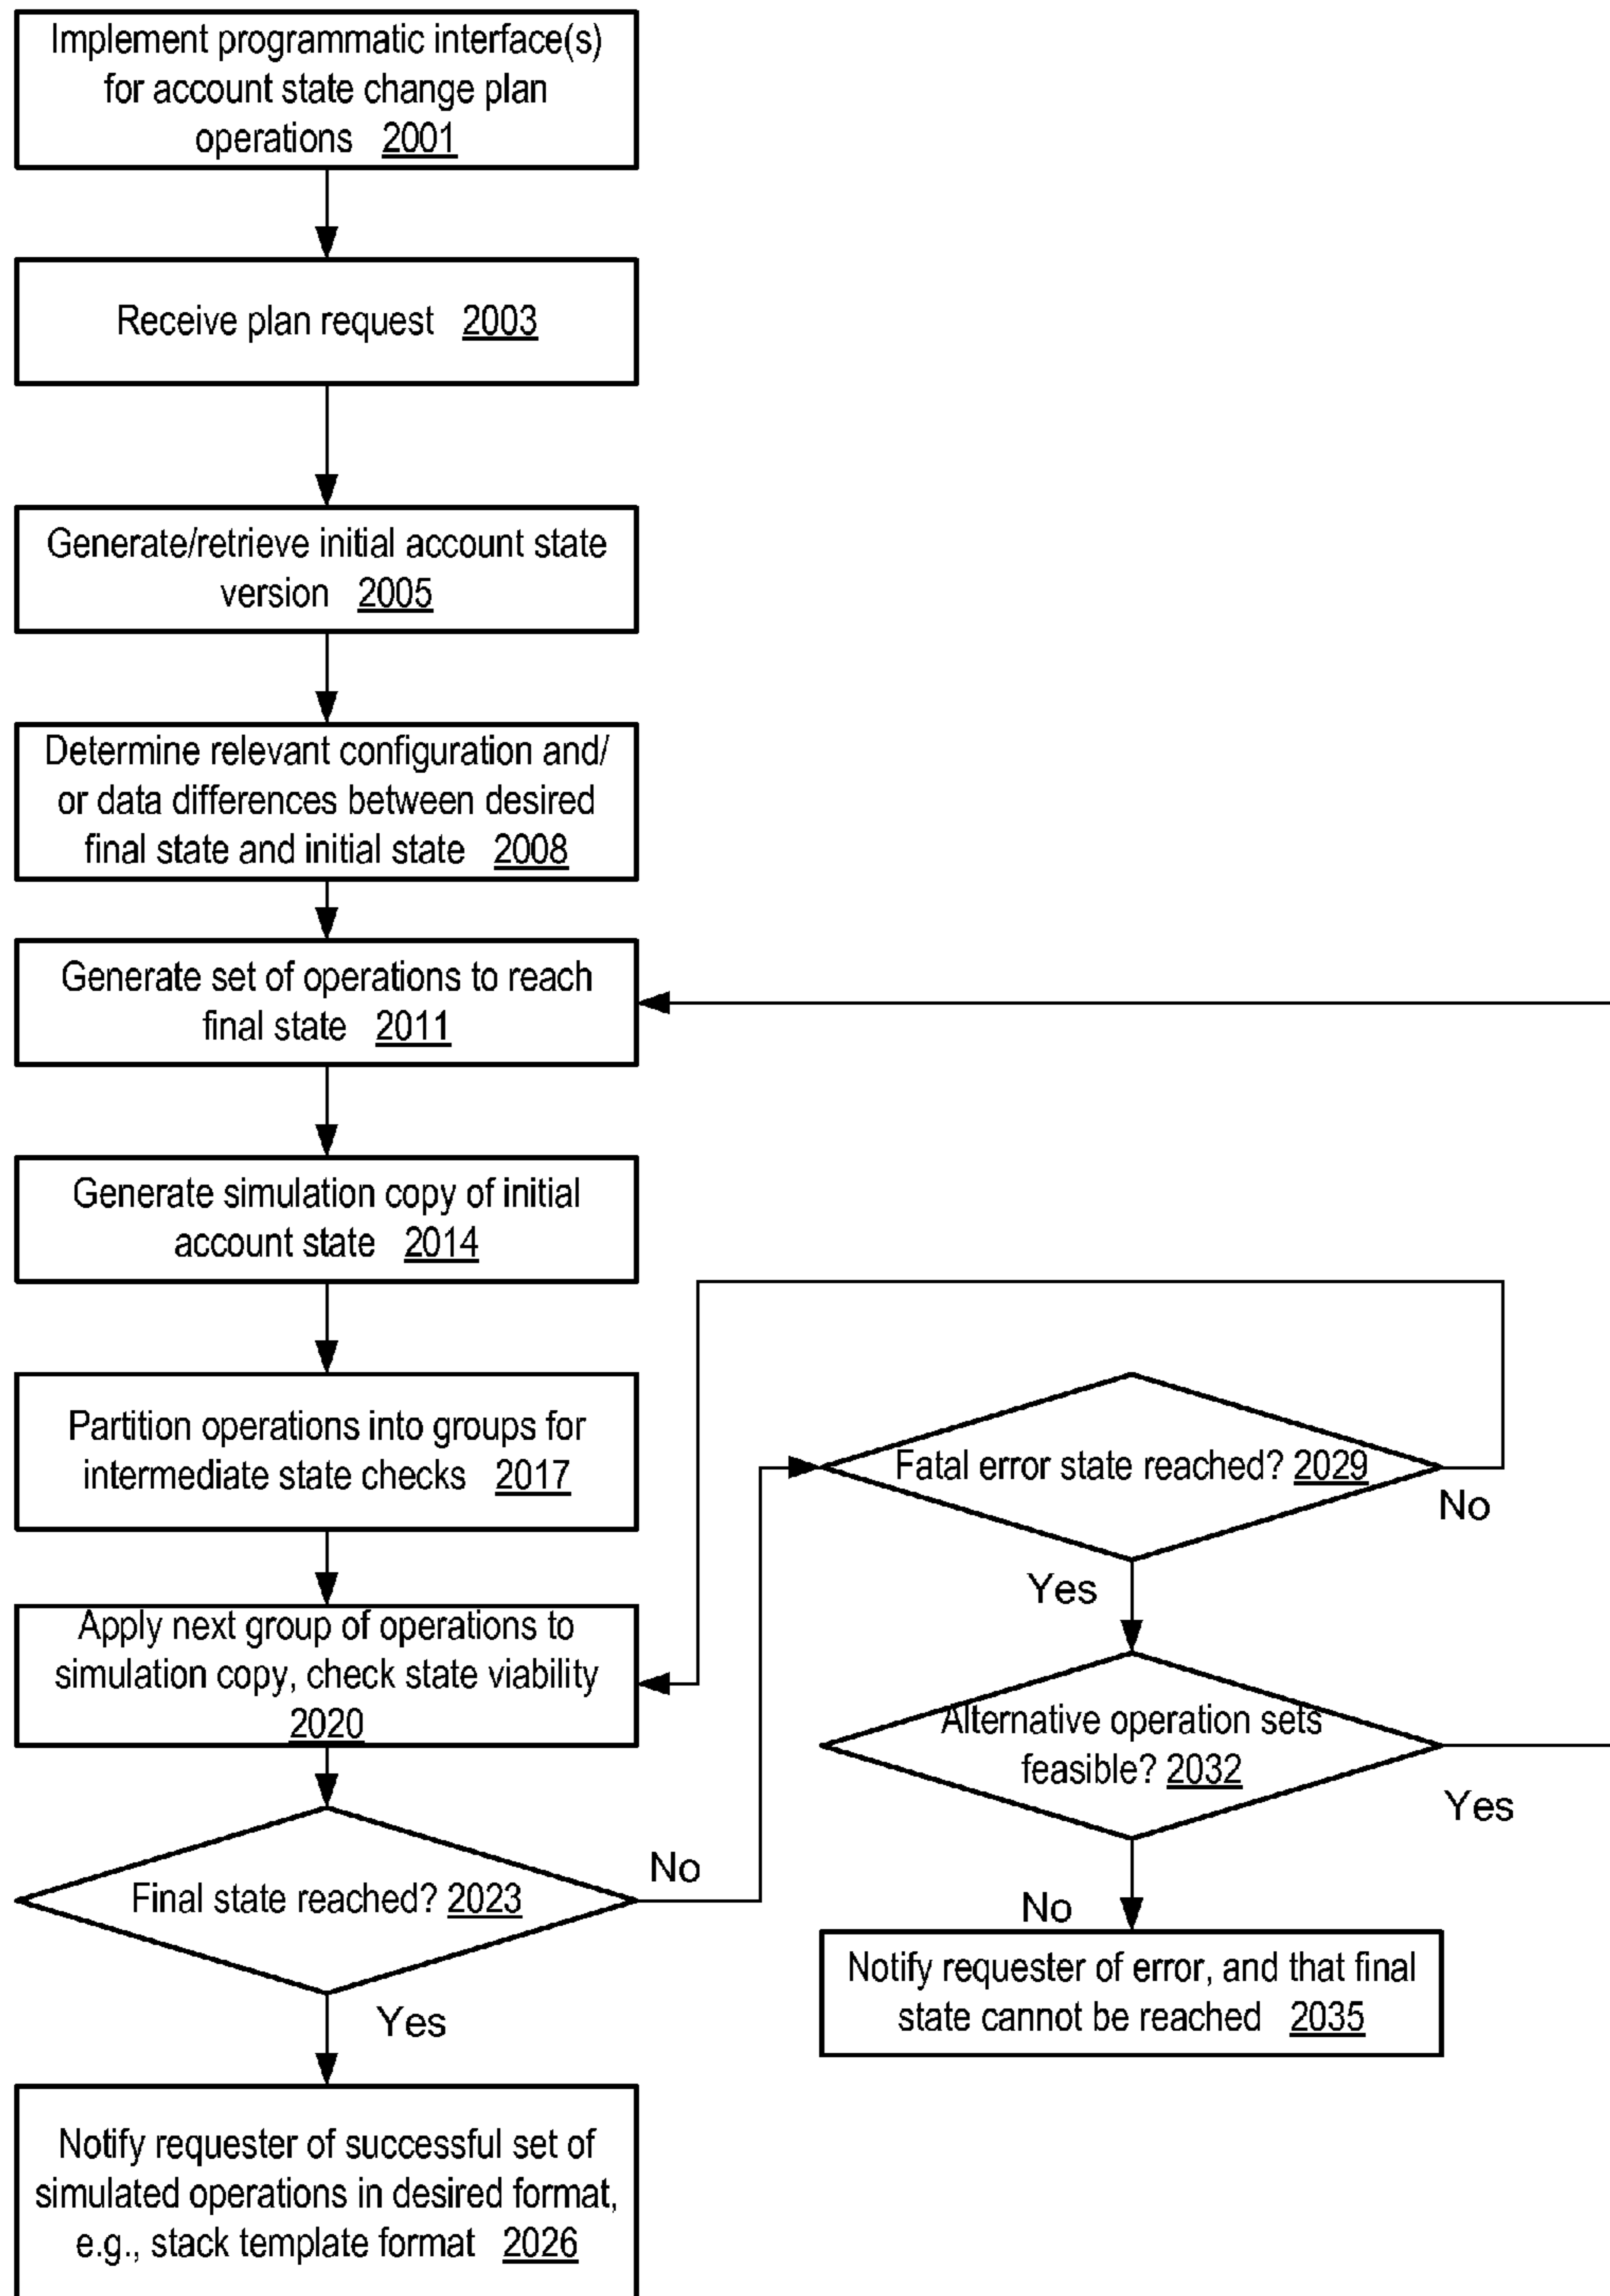 Implement programmatic interface(s)
for account state change plan
operations 2001
Receive plan request 2003
Generate/retrieve initial account state
version 2005
Determine relevant configuration and/
or data differences between desired
final state and initial state 2008
Generate set of operations to reach
final state 2011
Generate simulation copy of initial
account state 2014
Partition operations into groups for
intermediate state checks 2017
Apply next group of operations to
simulation copy, check state viability
2020
Final state reached? 2023
No
Yes
Notify requester of successful set of
simulated operations in desired format,
e.g., stack template format 2026
Fatal error state reached? 2029
No
Yes
Alternative operation sets
feasible? 2032
Yes
No
Notify requester of error, and that final
state cannot be reached 2035